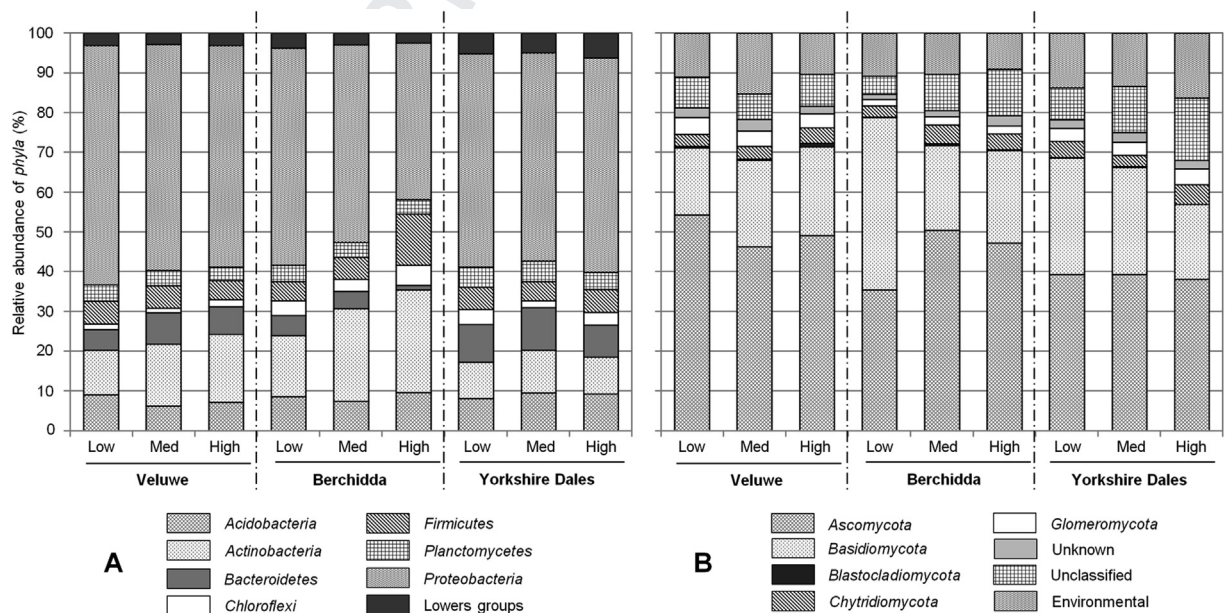 Relative abundance of phyla (%)
100
90
80
70
60
50
40
30
20
10
0
Low Med High Low Med High Low Med High
Veluwe Berchidda Yorkshire Dales
A
Acidobacteria Firmicutes
Actinobacteria Planctomycetes
Bacteroidetes Proteobacteria
Chloroflexi Lowers groups
Low Med High Low Med High Low Med High
Veluwe Berchidda Yorkshire Dales
B
Ascomycota Glomeromycota
Basidiomycota Unknown
Blastocladiomycota Unclassified
Chytridiomycota Environmental